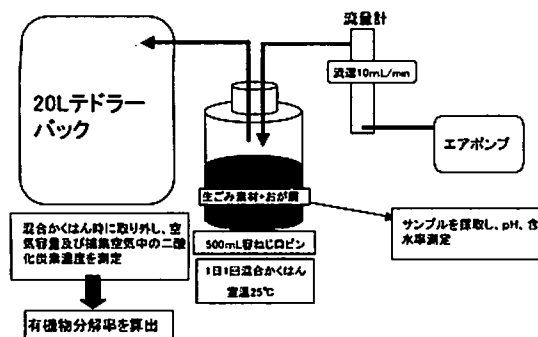 流量計
流速10mL/min
20Lテドラー
バック
エアポンプ
生ごみ素材+おが屑
500mL容ねじ口ビン
1日1回混合かくはん
室温25℃
サンプルを採取し、pH、含
水率測定
混合かくはん時に取り外し、空
気容量及び捕集空気中の二酸
化炭素濃度を測定
有機物分解率を算出